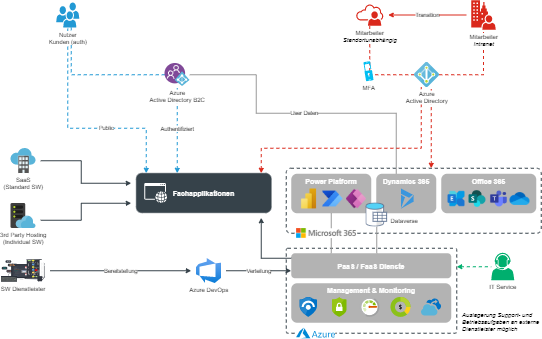 Nutzer
Kunden (auth)
Transition
Mitarbeiter
Standortunabhängig
Mitarbeiter
Intranet
MFA
Azure
Active Directory B2C
Azure
Active Directory
User Daten
Publik
Authentifiziert
SaaS
(Standard SW)
Fachapplikationen
Power Platform
Dynamics 365
Office 365
Dataverse
Microsoft 365
3rd Party Hosting
(Individual SW)
SW Dienstleister
Bereitstellung
Azure DevOps
Verteilung
PaaS / FaaS Dienste
Management & Monitoring
IT Service
Auslagerung Support- und
Betriebsaufgaben an externe
Dienstleister möglich
Azure